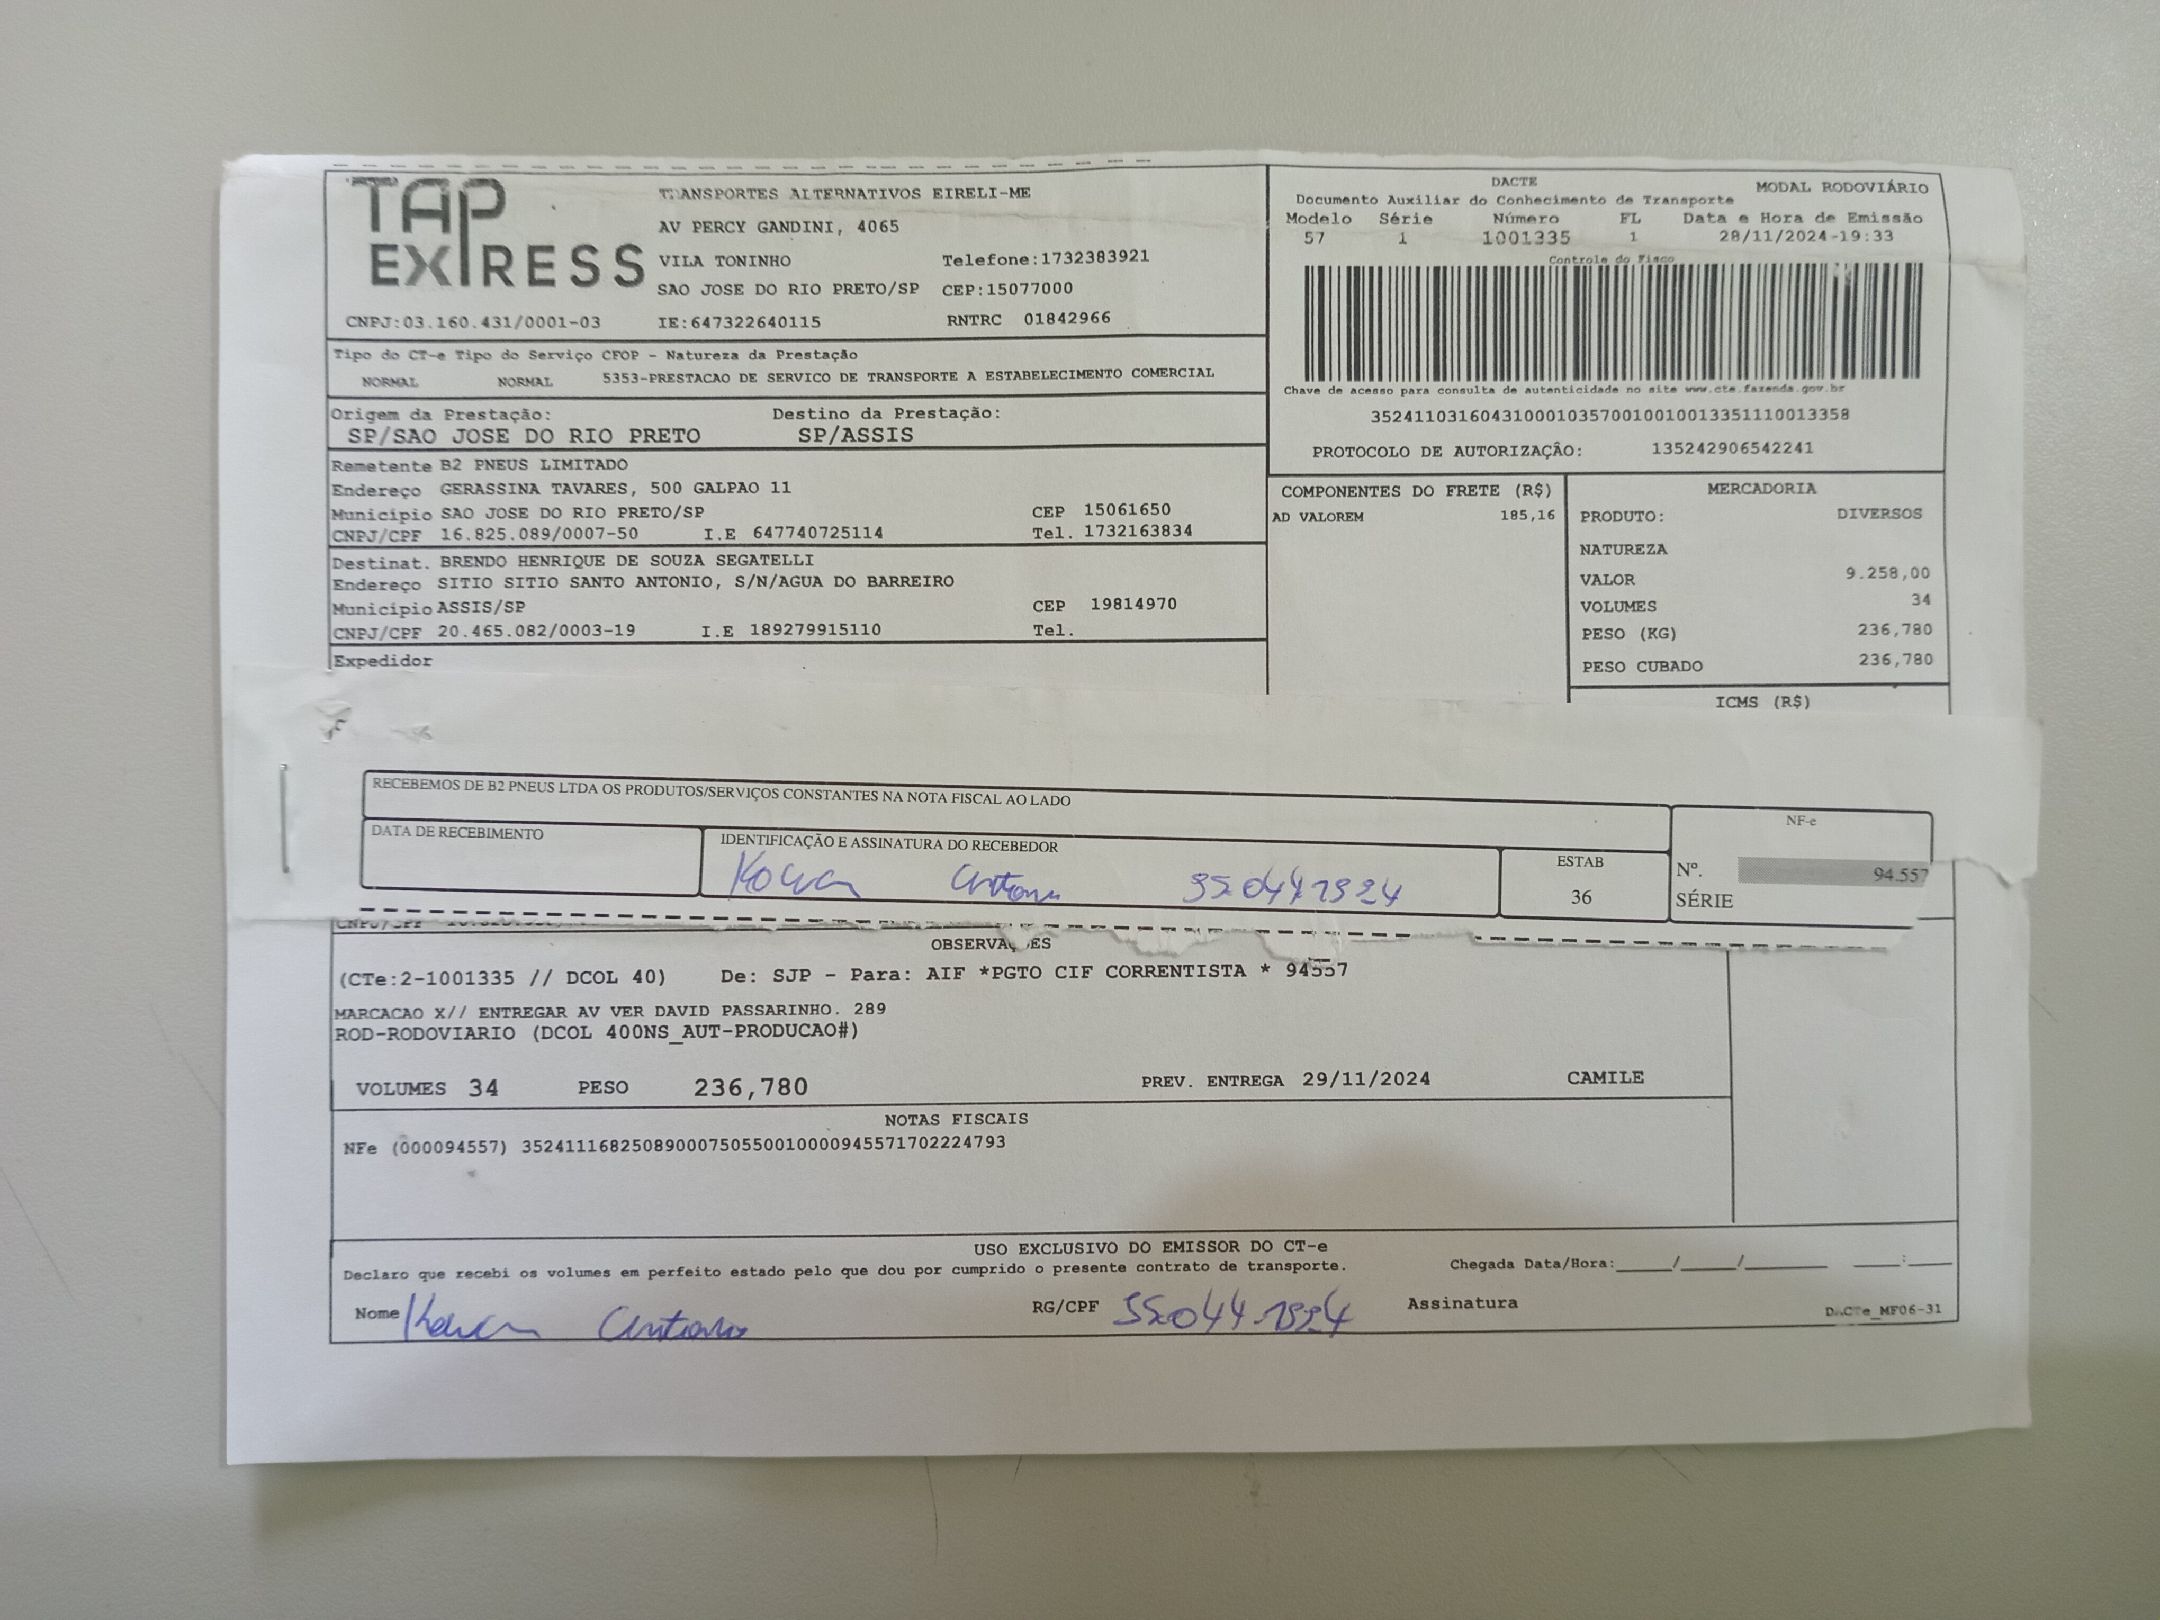 TAP EXPRESS
TRANSPORTES ALTERNATIVOS EIRELI-ME
AV PERCY GANDINI, 4065
VILA TONINHO Telefone:1732383921
SAO JOSE DO RIO PRETO/SP CEP:15077000
CNPJ:03.160.431/0001-03 IE:647322640115 RNTRC 01842966
DACTE MODAL RODOVIÁRIO
Documento Auxiliar do Conhecimento de Transporte
Modelo Série Número FL Data e Hora de Emissão
57 1 1001335 1 28/11/2024-19:33
Controle do Fisco
Chave de acesso para consulta de autenticidade no site www.cte.fazenda.gov.br
35241103160431000103570010010013351110013358
PROTOCOLO DE AUTORIZAÇÃO: 135242906542241
Tipo do CT-e Tipo do Serviço CFOP - Natureza da Prestação
NORMAL NORMAL 5353-PRESTACAO DE SERVICO DE TRANSPORTE A ESTABELECIMENTO COMERCIAL
Origem da Prestação: Destino da Prestação:
SP/SAO JOSE DO RIO PRETO SP/ASSIS
Remetente B2 PNEUS LIMITADO
Endereço GERASSINA TAVARES, 500 GALPAO 11
Municipio SAO JOSE DO RIO PRETO/SP CEP 15061650
CNPJ/CPF 16.825.089/0007-50 I.E 647740725114 Tel. 1732163834
Destinat. BRENDO HENRIQUE DE SOUZA SEGATELLI
Endereço SITIO SITIO SANTO ANTONIO, S/N/AGUA DO BARREIRO
Municipio ASSIS/SP CEP 19814970
CNPJ/CPF 20.465.082/0003-19 I.E 189279915110 Tel.
Expedidor
COMPONENTES DO FRETE (R$)
AD VALOREM 185,16
MERCADORIA
PRODUTO: DIVERSOS
NATUREZA
VALOR 9.258,00
VOLUMES 34
PESO (KG) 236,780
PESO CUBADO 236,780
ICMS (R$)
RECEBEMOS DE B2 PNEUS LTDA OS PRODUTOS/SERVIÇOS CONSTANTES NA NOTA FISCAL AO LADO
DATA DE RECEBIMENTO
IDENTIFICAÇÃO E ASSINATURA DO RECEBEDOR
ESTAB
36
NF-e
Nº. 94.557
SÉRIE
CNPJ/CPF
OBSERVAÇÕES
(CTe:2-1001335 // DCOL 40) De: SJP - Para: AIF *PGTO CIF CORRENTISTA * 94557
MARCACAO X// ENTREGAR AV VER DAVID PASSARINHO. 289
ROD-RODOVIARIO (DCOL 400NS_AUT-PRODUCAO#)
VOLUMES 34 PESO 236,780 PREV. ENTREGA 29/11/2024 CAMILE
NOTAS FISCAIS
NFe (000094557) 35241116825089000750550010000945571702224793
USO EXCLUSIVO DO EMISSOR DO CT-e
Declaro que recebi os volumes em perfeito estado pelo que dou por cumprido o presente contrato de transporte. Chegada Data/Hora:_____/_____/_______ ____:____
Nome RG/CPF Assinatura
DACTe_MF06-31